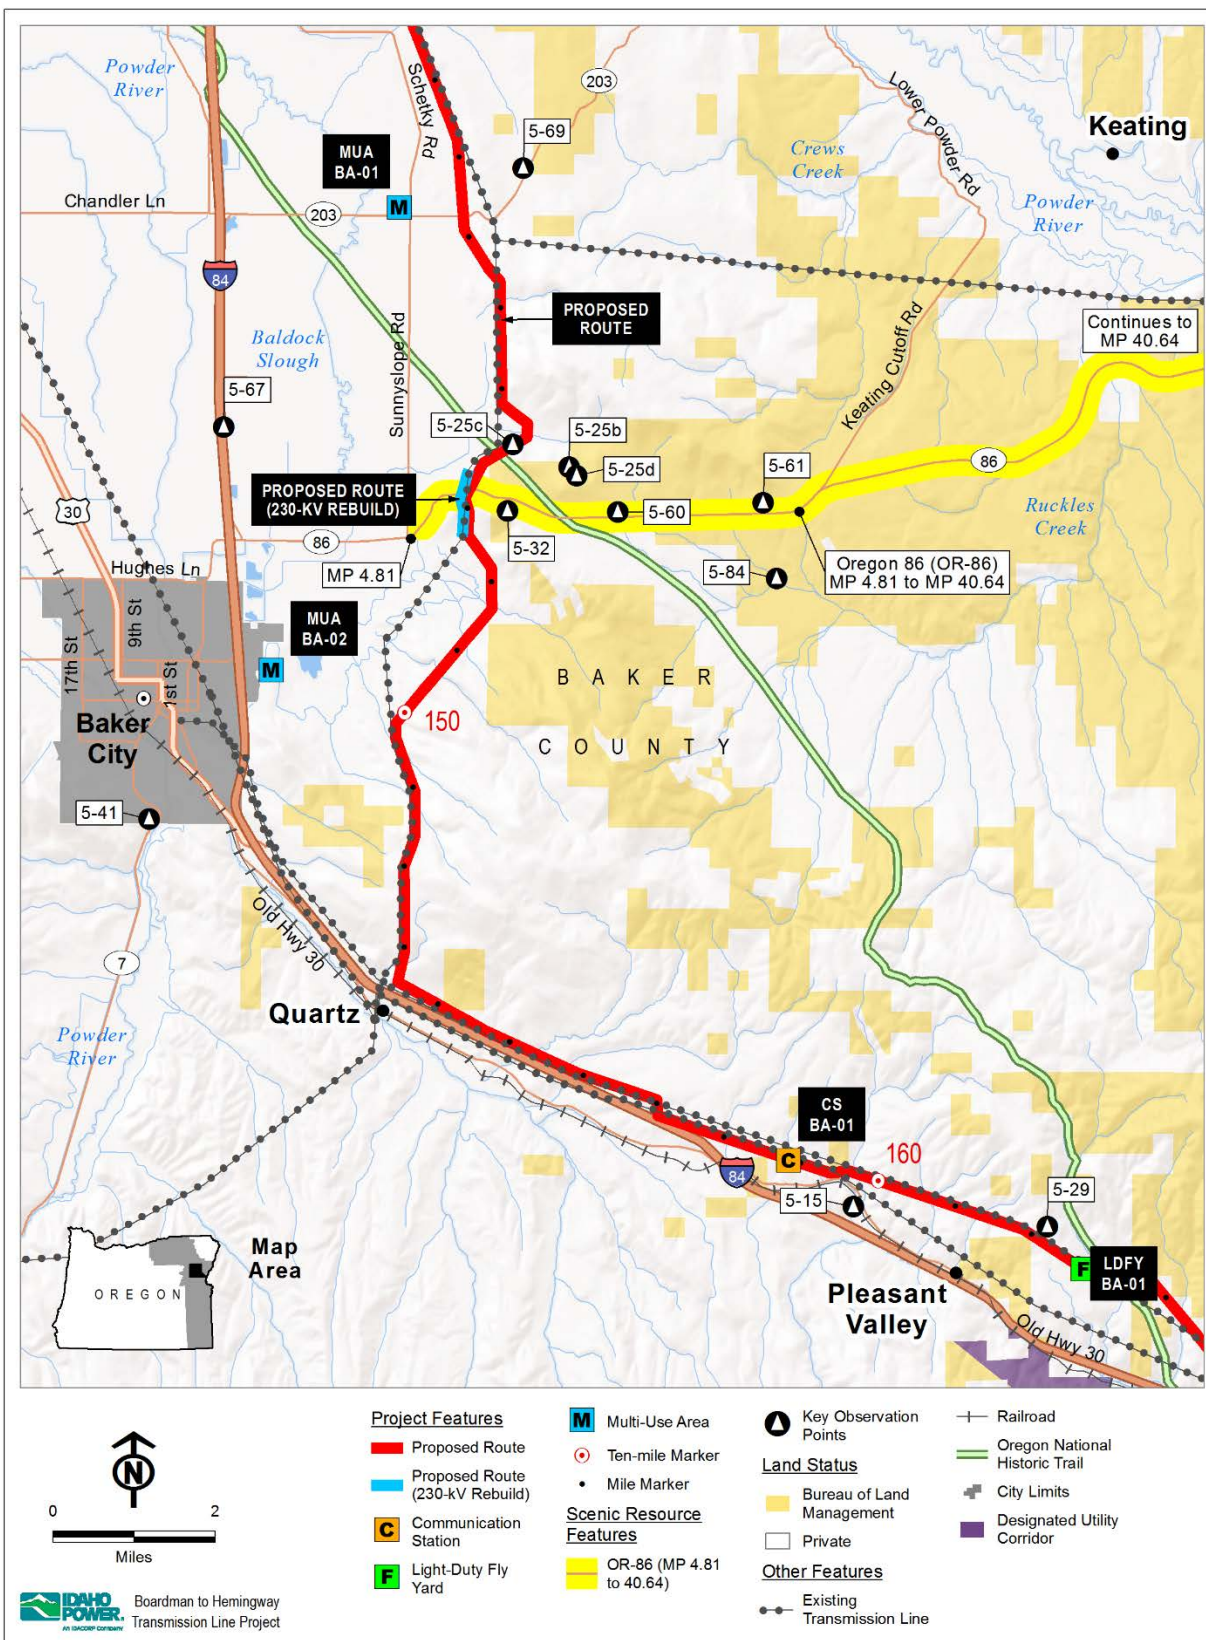 Powder
River
Schetky Rd
203
5-69
Lower Powder Rd
Keating
MUA
BA-01
M
Crews
Creek
Chandler Ln
203
Powder
River
84
PROPOSED
ROUTE
Continues to
MP 40.64
Baldock
Slough
Sunnyslope Rd
Keating Cutoff Rd
5-67
5-25c
5-25b
5-25d
5-61
86
PROPOSED ROUTE
(230-KV REBUILD)
30
5-60
Ruckles
Creek
86
5-32
MP 4.81
Oregon 86 (OR-86)
MP 4.81 to MP 40.64
Hughes Ln
5-84
MUA
BA-02
M
17th St
9th St
1st St
BAKER
COUNTY
150
Baker
City
5-41
Old Hwy 30
7
Quartz
Powder
River
CS
BA-01
C
160
84
5-15
5-29
F
LDFY
BA-01
Map
Area
OREGON
Pleasant
Valley
Old Hwy 30
N
0 2
Miles
IDAHO
POWER.
AN IDACORP Company
Boardman to Hemingway
Transmission Line Project
Project Features
Proposed Route
Proposed Route
(230-kV Rebuild)
C Communication
Station
F Light-Duty Fly
Yard
M Multi-Use Area
Ten-mile Marker
Mile Marker
Scenic Resource
Features
OR-86 (MP 4.81
to 40.64)
Key Observation
Points
Land Status
Bureau of Land
Management
Private
Other Features
Existing
Transmission Line
Railroad
Oregon National
Historic Trail
City Limits
Designated Utility
Corridor